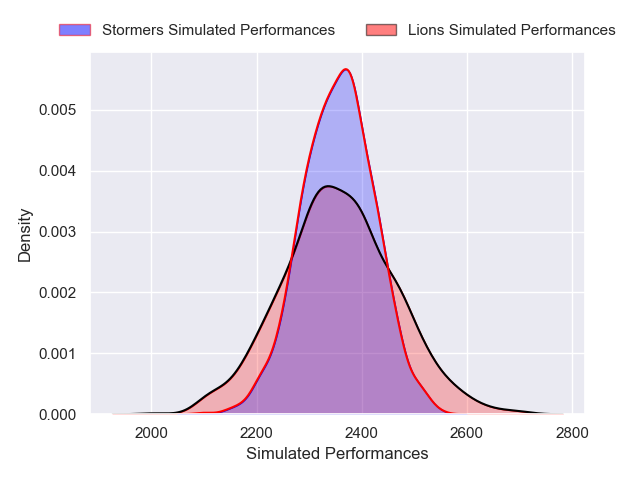 Stormers Simulated Performances
Lions Simulated Performances
0.005
0.004
0.003
0.002
0.001
0.000
Density
2000
2200
2400
2600
2800
Simulated Performances